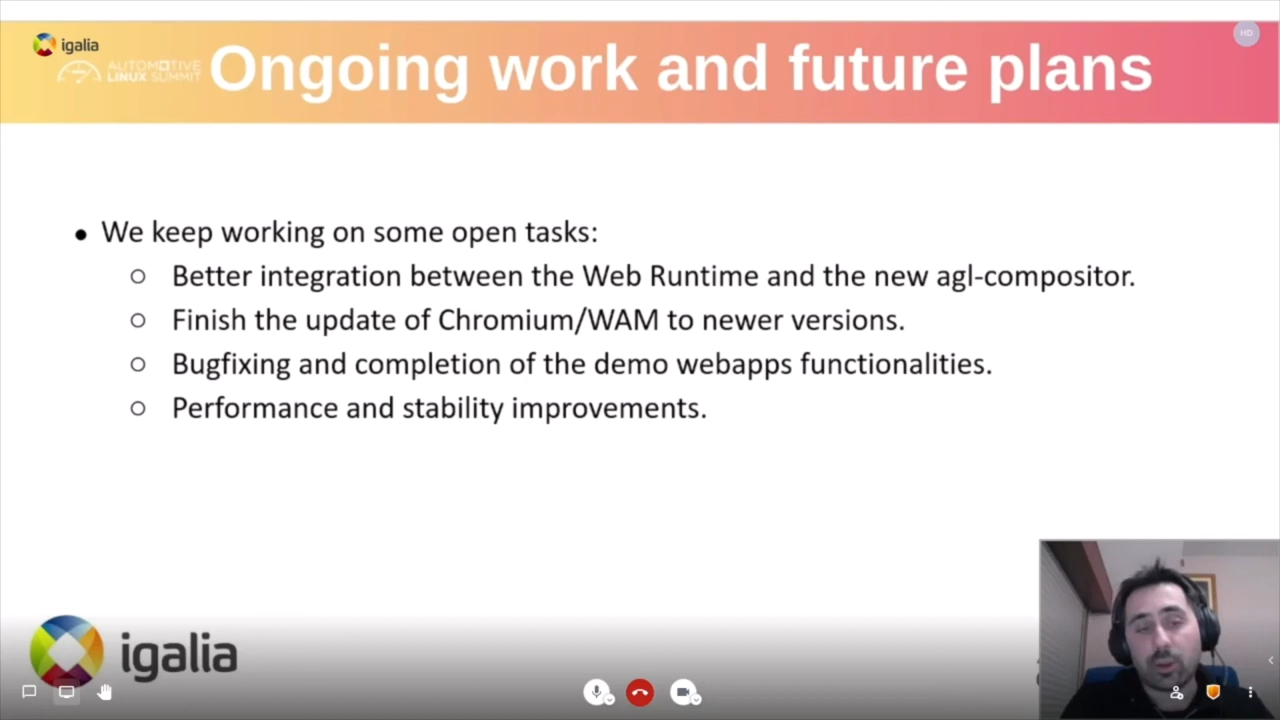 igalia
AUTOMOTIVE
LINUX SUMMIT
Ongoing work and future plans
HD
● We keep working on some open tasks:
○ Better integration between the Web Runtime and the new agl-compositor.
○ Finish the update of Chromium/WAM to newer versions.
○ Bugfixing and completion of the demo webapps functionalities.
○ Performance and stability improvements.
igalia